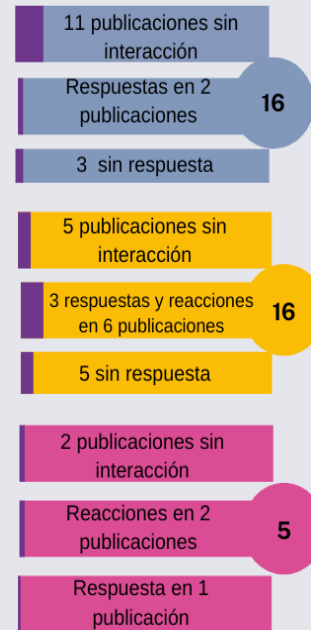 11 publicaciones sin
interacción
Respuestas en 2
publicaciones
16
3 sin respuesta
5 publicaciones sin
interacción
3 respuestas y reacciones
en 6 publicaciones
16
5 sin respuesta
2 publicaciones sin
interacción
Reacciones en 2
publicaciones
5
Respuesta en 1
publicación